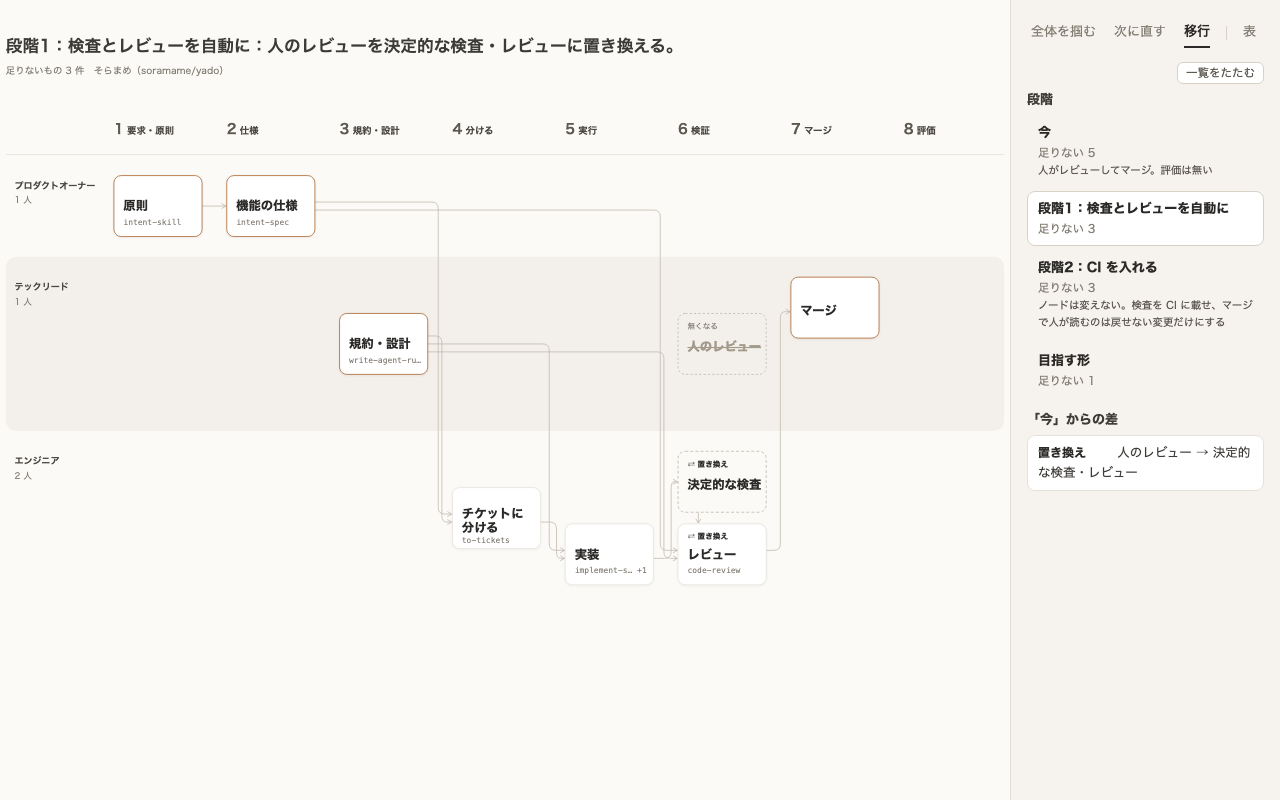 段階1：検査とレビューを自動に：人のレビューを決定的な検査・レビューに置き換える。
足りないもの 3 件　そらまめ（soramame/yado）
1 要求・原則
2 仕様
3 規約・設計
4 分ける
5 実行
6 検証
7 マージ
8 評価
プロダクトオーナー
1 人
原則
intent-skill
機能の仕様
intent-spec
テックリード
1 人
規約・設計
write-agent-ru…
無くなる
人のレビュー
マージ
エンジニア
2 人
チケットに
分ける
to-tickets
実装
implement-s… +1
⇄ 置き換え
決定的な検査
⇄ 置き換え
レビュー
code-review
全体を掴む
次に直す
移行
表
一覧をたたむ
段階
今
足りない 5
人がレビューしてマージ。評価は無い
段階1：検査とレビューを自動に
足りない 3
段階2：CI を入れる
足りない 3
ノードは変えない。検査を CI に載せ、マージ
で人が読むのは戻せない変更だけにする
目指す形
足りない 1
「今」からの差
置き換え　人のレビュー → 決定的
な検査・レビュー